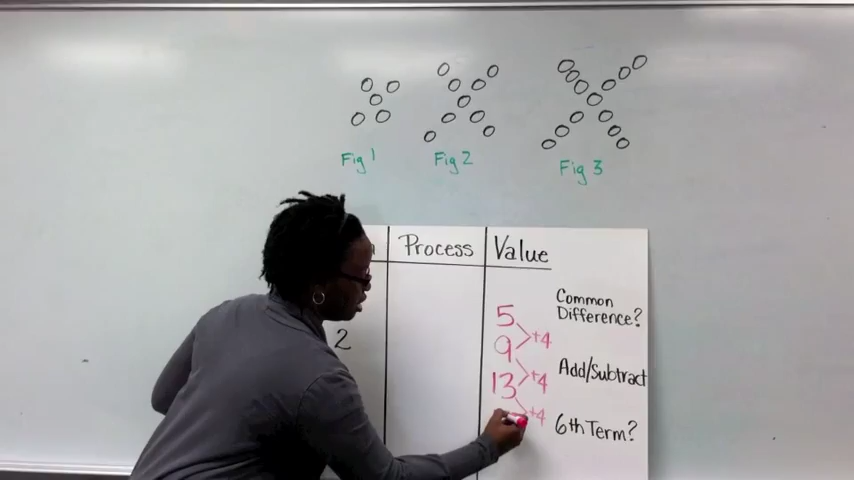 Fig 1 Fig 2 Fig 3
Process Value
Common
Difference?
5
+4
2 9
Add/Subtract
13 +4
+4
6th Term?